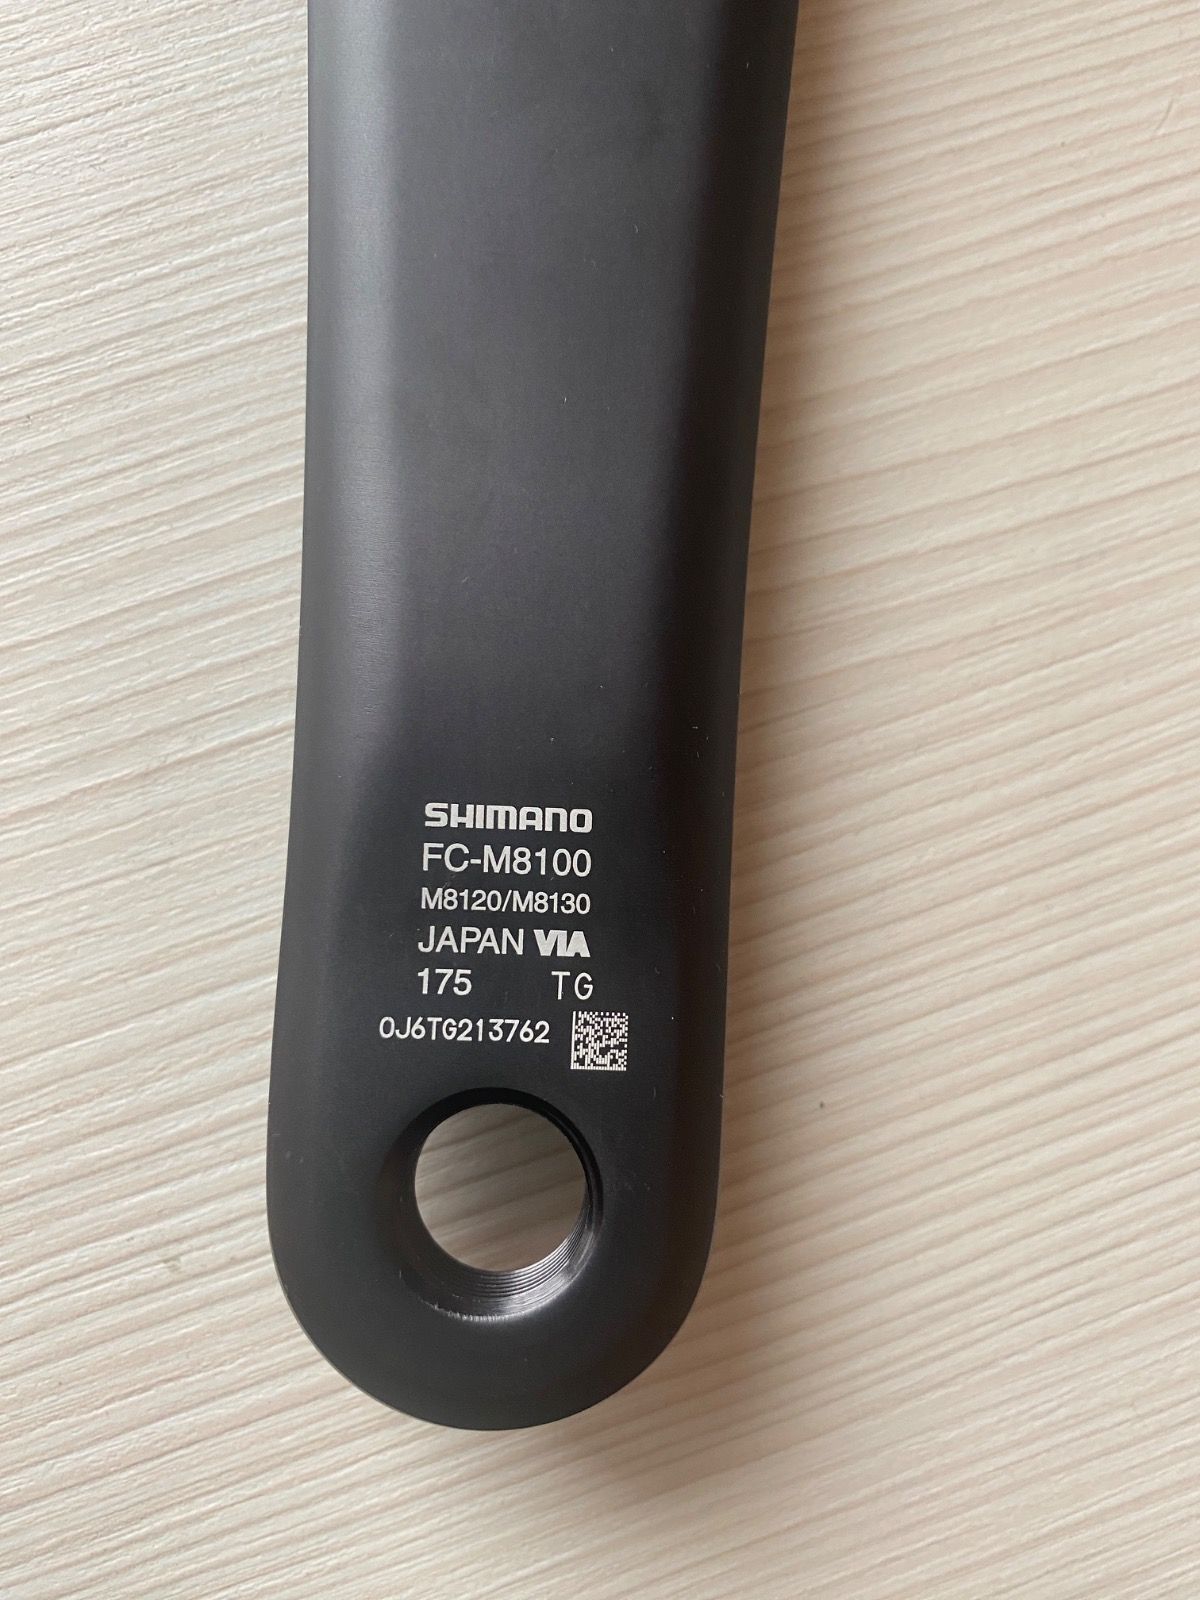 SHIMANO
FC-M8100
M8120/M8130
JAPAN VIA
175 TG
0J6TG213762